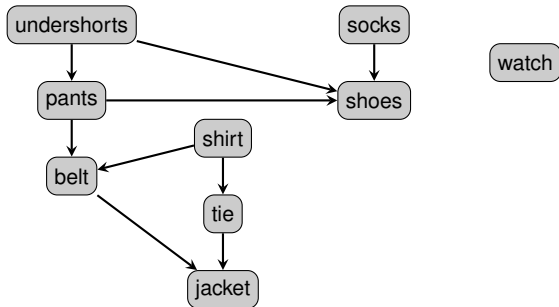 undershorts
socks
watch
pants
shoes
shirt
belt
tie
jacket